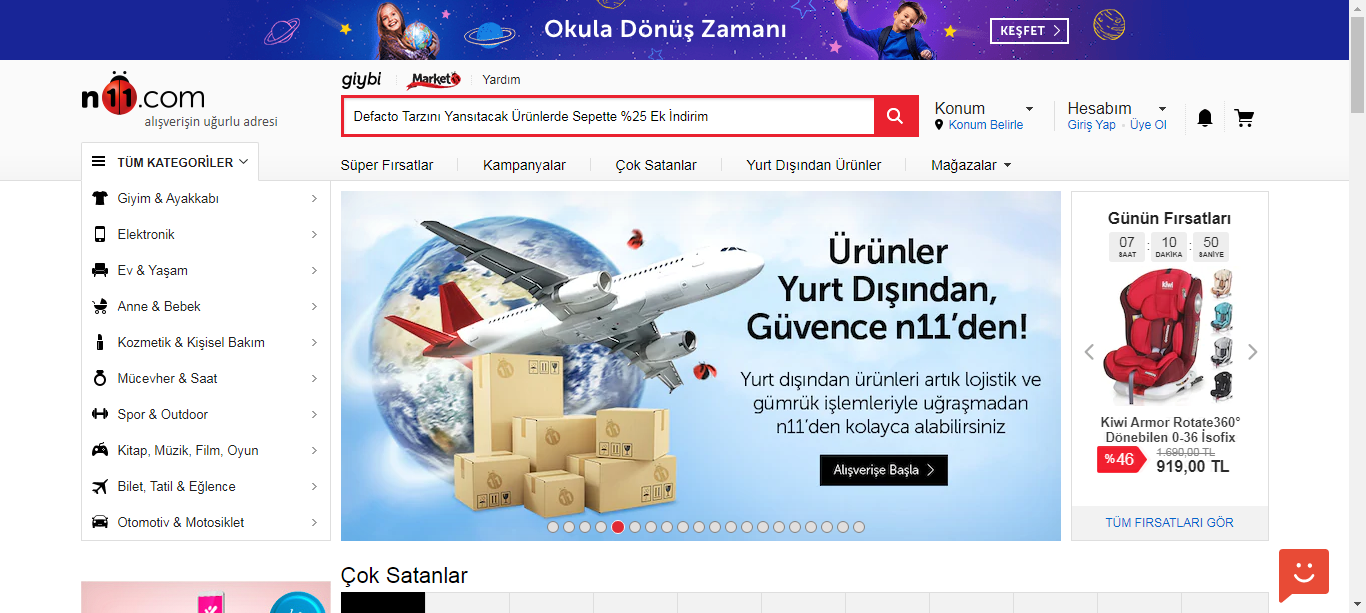 Okula Dönüş Zamanı
KEŞFET
giybi
Market11
Yardım
n11.com
alışverişin uğurlu adresi
Defacto Tarzını Yansıtacak Ürünlerde Sepette %25 Ek İndirim
Konum
Konum Belirle
Hesabım
Giriş Yap • Üye Ol
TÜM KATEGORİLER
Süper Fırsatlar
Kampanyalar
Çok Satanlar
Yurt Dışından Ürünler
Mağazalar
Giyim & Ayakkabı
Elektronik
Ev & Yaşam
Anne & Bebek
Kozmetik & Kişisel Bakım
Mücevher & Saat
Spor & Outdoor
Kitap, Müzik, Film, Oyun
Bilet, Tatil & Eğlence
Otomotiv & Motosiklet
Ürünler
Yurt Dışından,
Güvence n11'den!
Yurt dışından ürünleri artık lojistik ve
gümrük işlemleriyle uğraşmadan
n11'den kolayca alabilirsiniz
Alışverişe Başla
Günün Fırsatları
07 : 10 : 50
SAAT DAKİKA SANİYE
kiwi
Kiwi Armor Rotate360°
Dönebilen 0-36 İsofix
%46
1.690,00 TL
919,00 TL
TÜM FIRSATLARI GÖR
Çok Satanlar